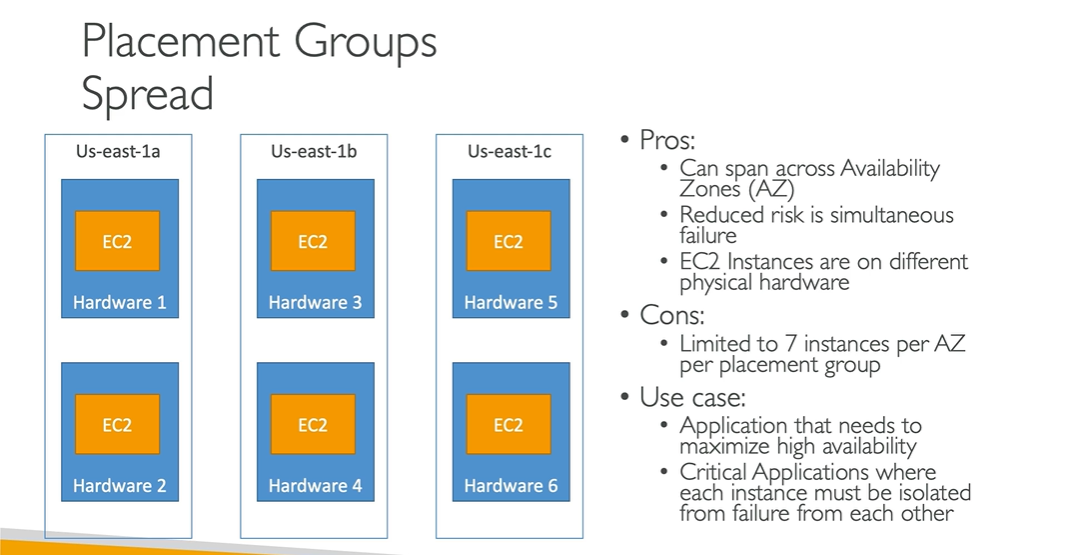 Placement Groups
Spread
Us-east-1a
EC2
Hardware 1
EC2
Hardware 2
Us-east-1b
EC2
Hardware 3
EC2
Hardware 4
Us-east-1c
EC2
Hardware 5
EC2
Hardware 6
• Pros:
• Can span across Availability
Zones (AZ)
• Reduced risk is simultaneous
failure
• EC2 Instances are on different
physical hardware
• Cons:
• Limited to 7 instances per AZ
per placement group
• Use case:
• Application that needs to
maximize high availability
• Critical Applications where
each instance must be isolated
from failure from each other